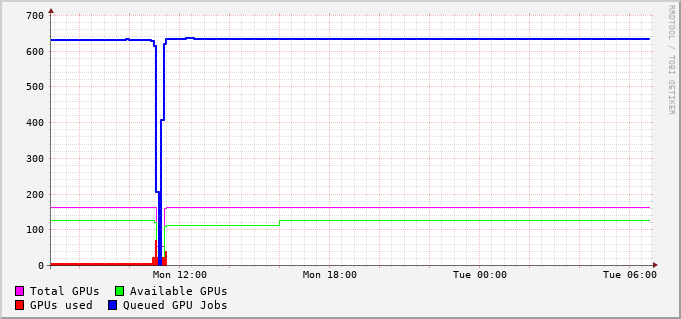 700
600
500
400
300
200
100
0
Mon 12:00 Mon 18:00 Tue 00:00 Tue 06:00
Total GPUs Available GPUs
GPUs used Queued GPU Jobs
RRDTOOL / TOBI OETIKER